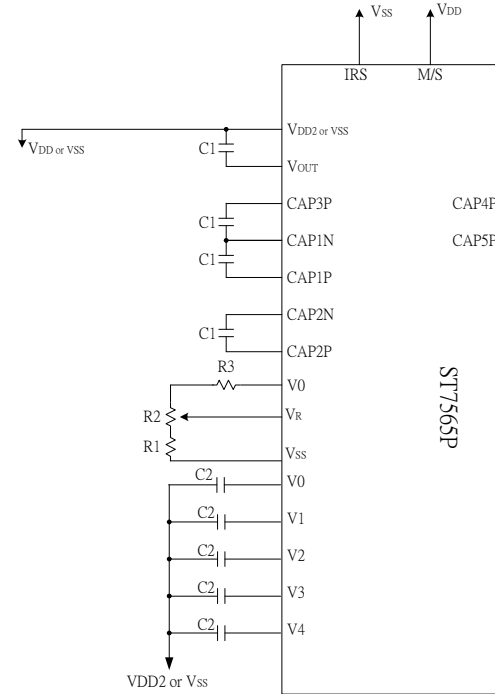 VSS VDD
IRS M/S
VDD2 or VSS
VDD or VSS
C1
VOUT
CAP3P CAP4P
C1
CAP1N CAP5P
C1
CAP1P
CAP2N
C1
CAP2P
R3
V0
R2 VR
R1
VSS
C2 V0
C2 V1
C2 V2
C2 V3
C2 V4
VDD2 or VSS
ST7565P